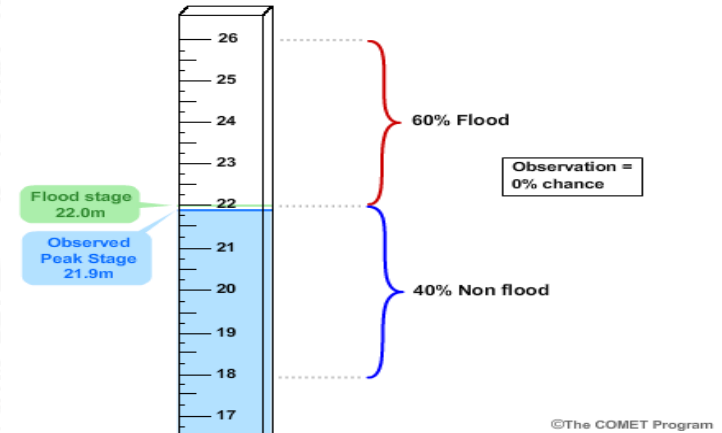 26
25
24
60% Flood
23
Observation =
0% chance
Flood stage
22.0m
22
Observed
Peak Stage
21.9m
21
20
40% Non flood
19
18
17
©The COMET Program